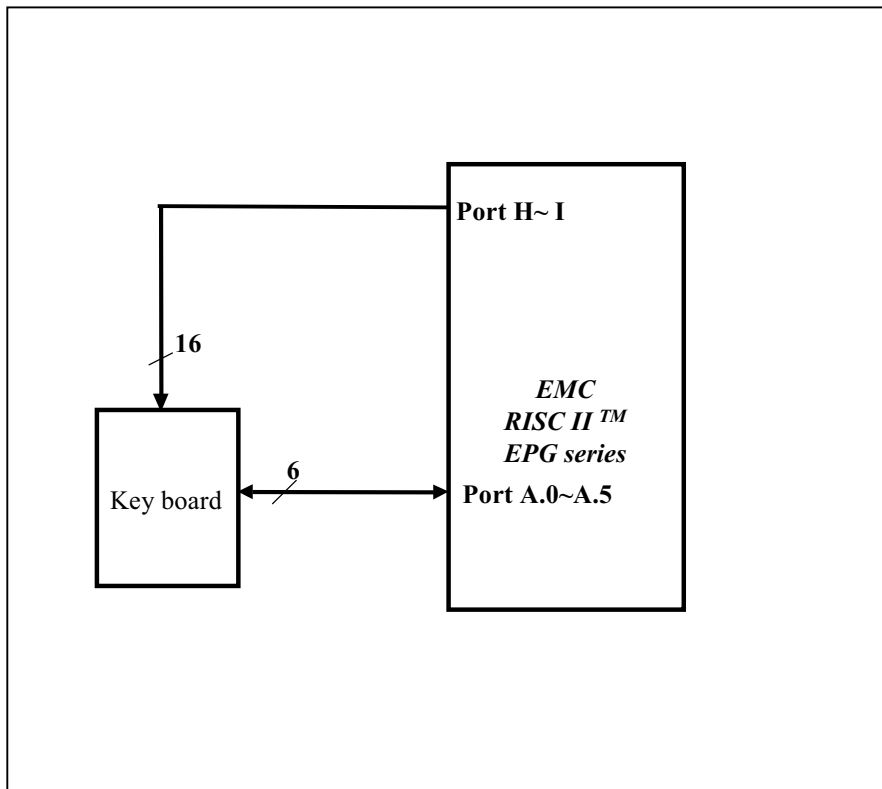 Port H~ I
16
EMC
RISC II TM
EPG series
6
Key board
Port A.0~A.5